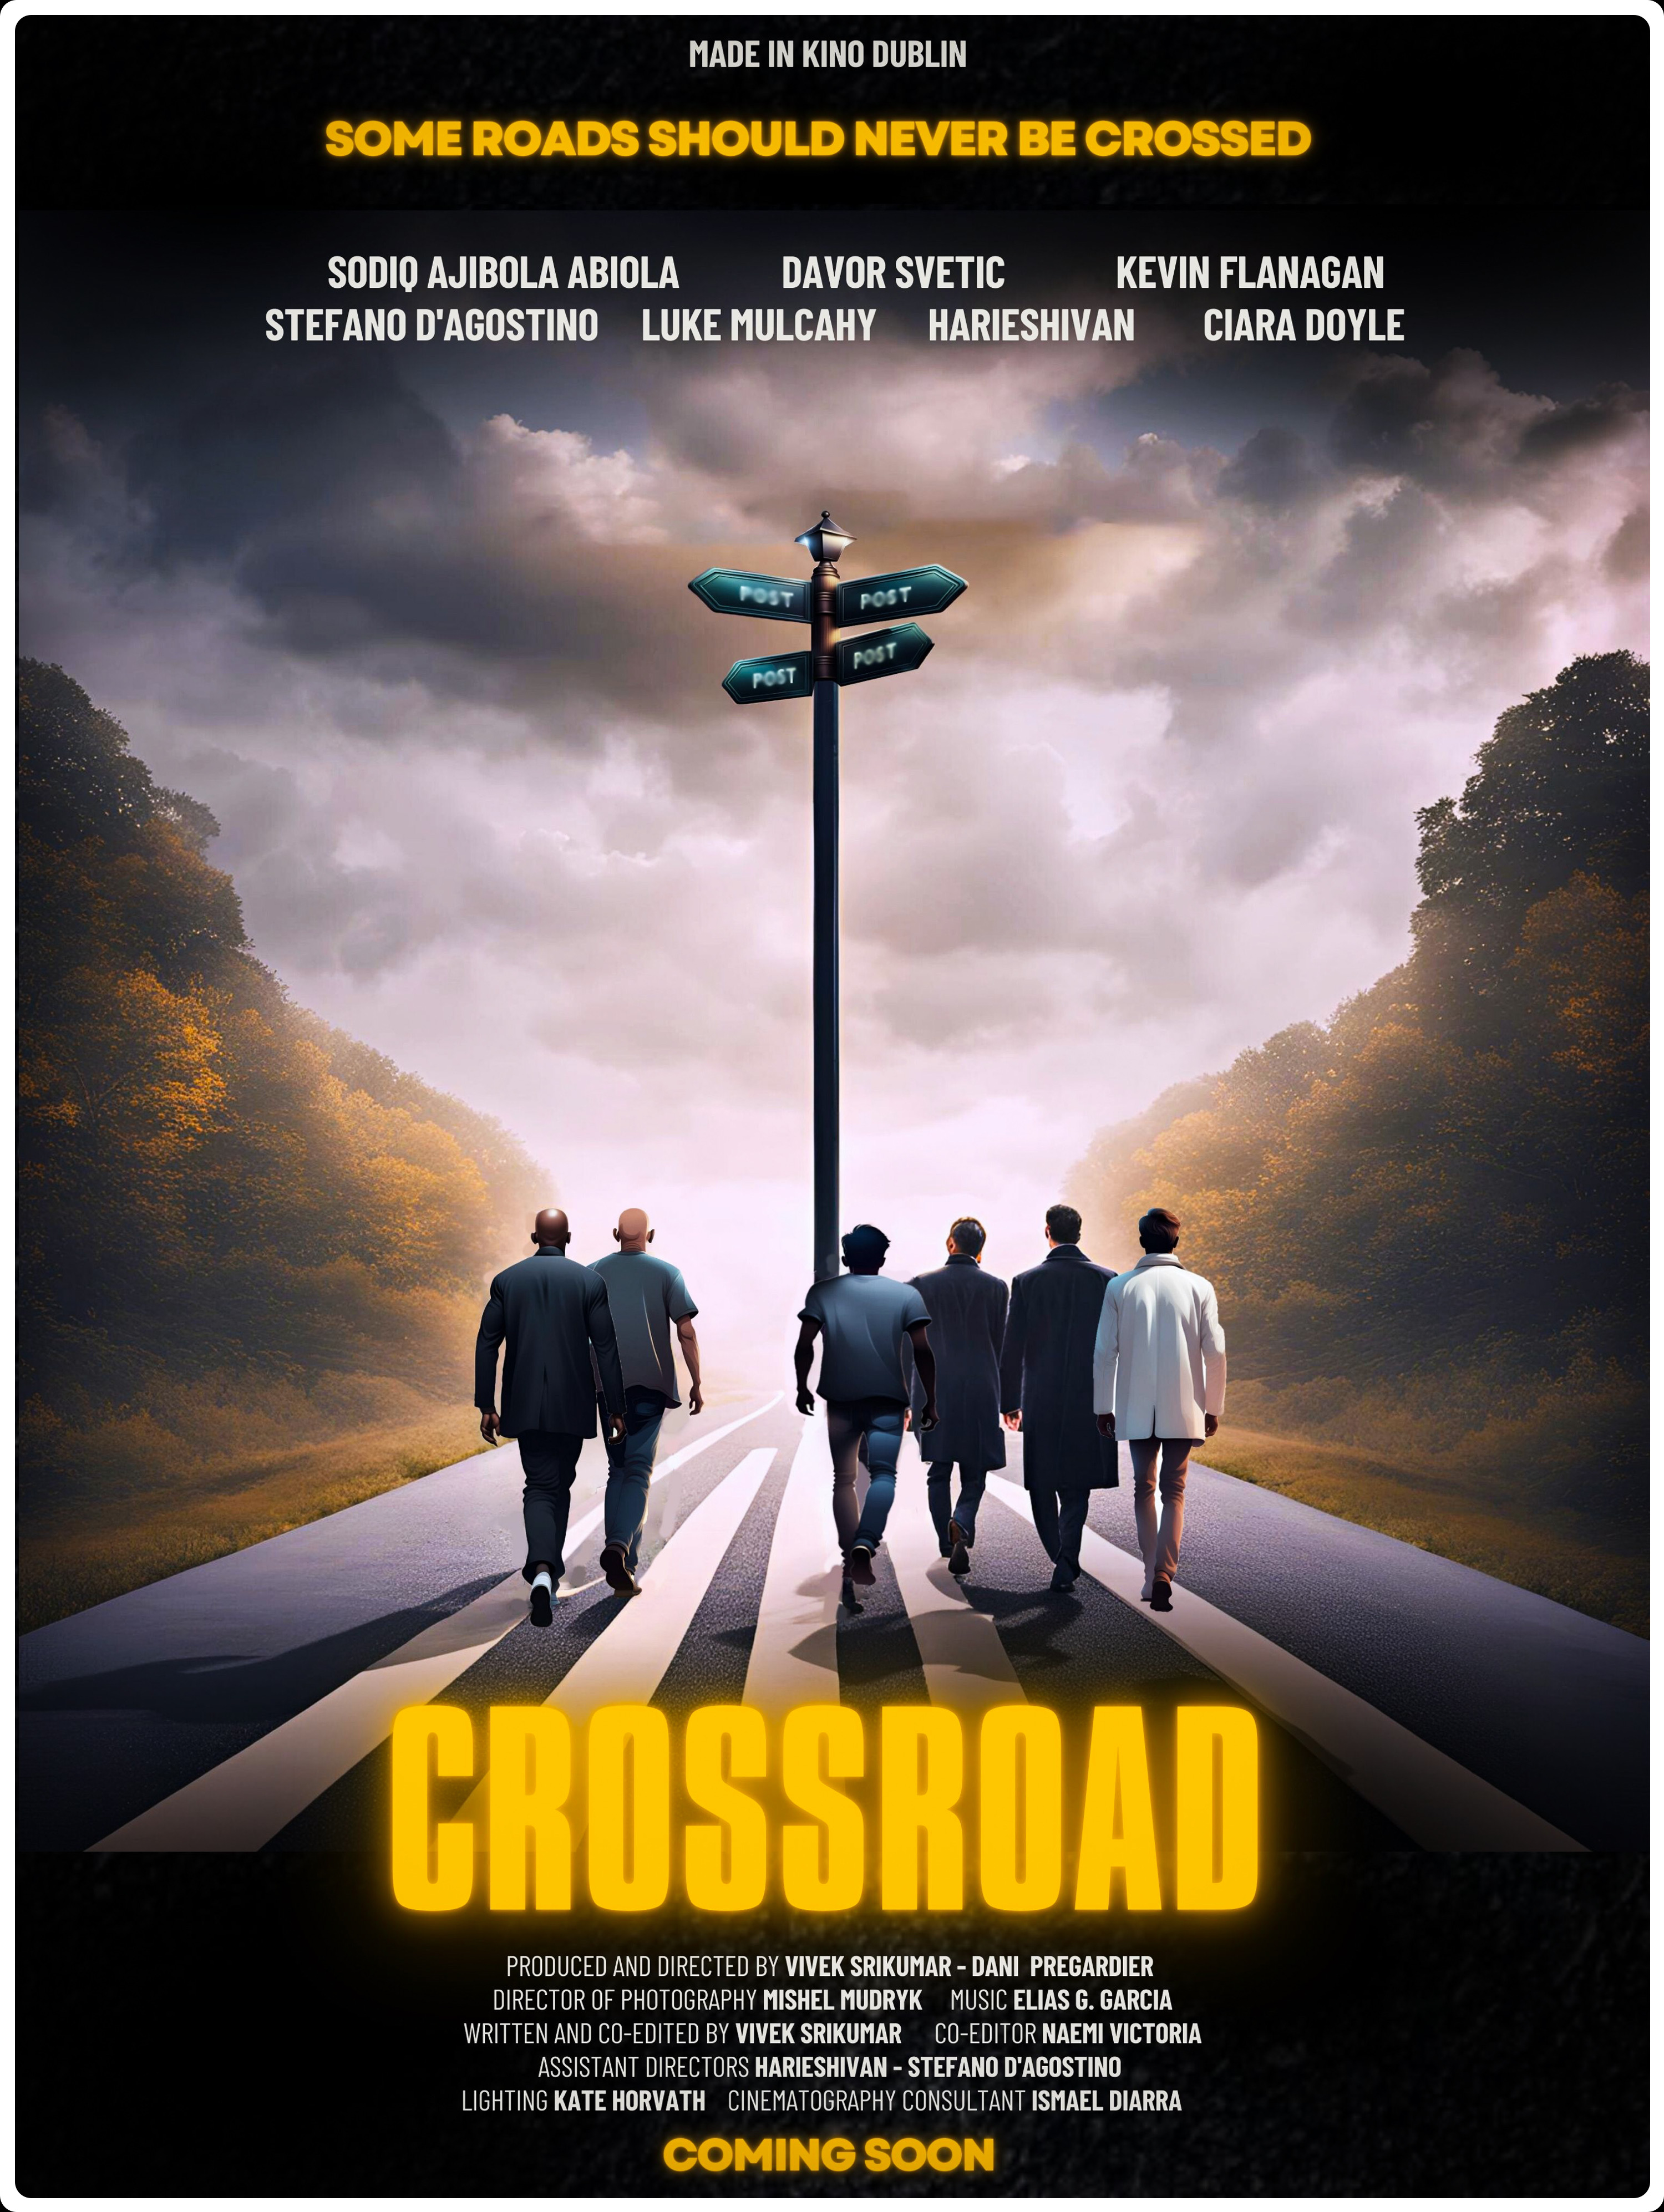 MADE IN KINO DUBLIN
SOME ROADS SHOULD NEVER BE CROSSED
SODIQ AJIBOLA ABIOLA DAVOR SVETIC KEVIN FLANAGAN
STEFANO D'AGOSTINO LUKE MULCAHY HARIESHIVAN CIARA DOYLE
POST POST
POST POST
CROSSROAD
PRODUCED AND DIRECTED BY VIVEK SRIKUMAR - DANI PREGARDIER
DIRECTOR OF PHOTOGRAPHY MISHEL MUDRYK MUSIC ELIAS G. GARCIA
WRITTEN AND CO-EDITED BY VIVEK SRIKUMAR CO-EDITOR NAEMI VICTORIA
ASSISTANT DIRECTORS HARIESHIVAN - STEFANO D'AGOSTINO
LIGHTING KATE HORVATH CINEMATOGRAPHY CONSULTANT ISMAEL DIARRA
COMING SOON